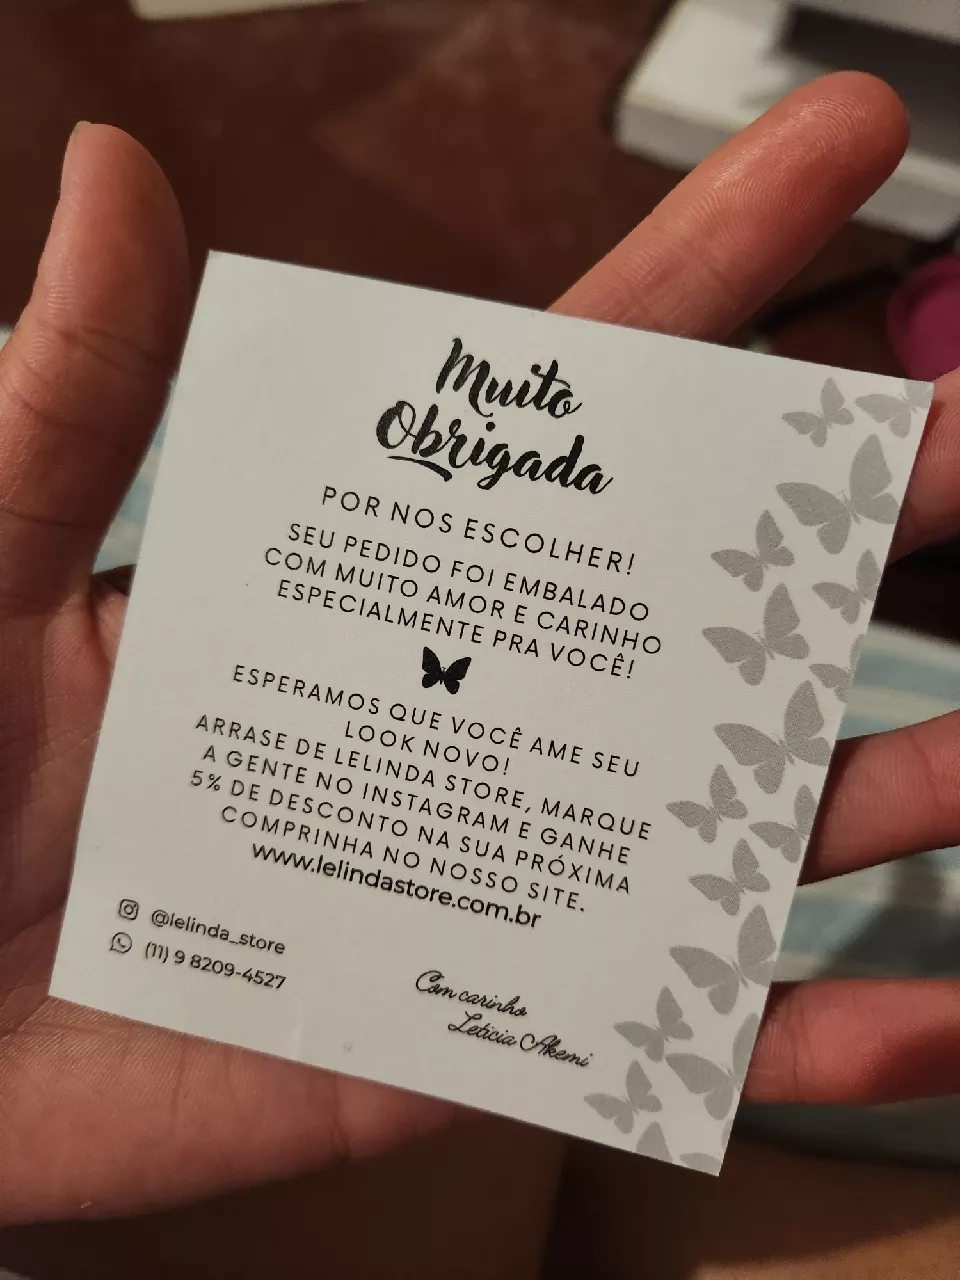 Muito
Obrigada
POR NOS ESCOLHER!
SEU PEDIDO FOI EMBALADO
COM MUITO AMOR E CARINHO
ESPECIALMENTE PRA VOCÊ!
ESPERAMOS QUE VOCÊ AME SEU
LOOK NOVO!
ARRASE DE LELINDA STORE, MARQUE
A GENTE NO INSTAGRAM E GANHE
5% DE DESCONTO NA SUA PRÓXIMA
COMPRINHA NO NOSSO SITE.
www.lelindastore.com.br
@lelinda_store
(11) 9 8209-4527
Com carinho
Letícia Akemi